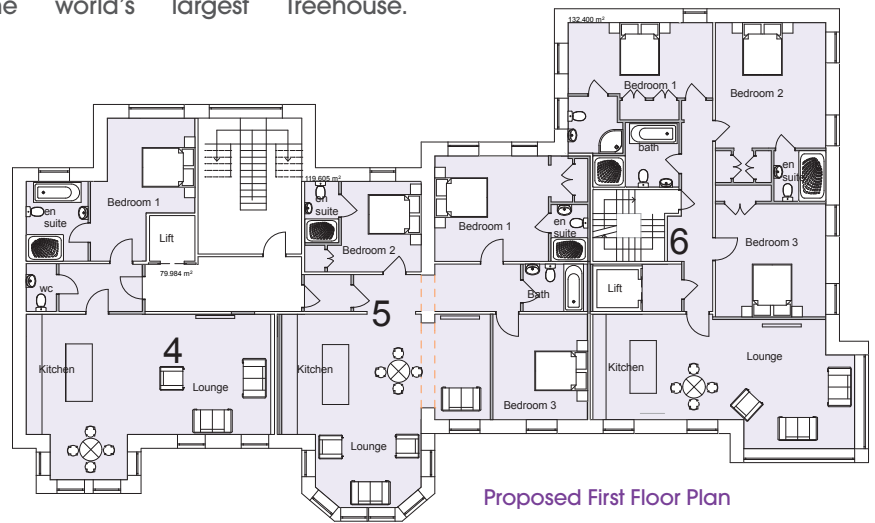 he world's largest Treehouse.
132.400 m²
Bedroom 1
Bedroom 2
bath
en
suite
Bedroom 1
en
suite
Lift
79.984 m²
wc
119.605 m²
en
suite
Bedroom 2
Bedroom 1
en
suite
6
Bedroom 3
Bath
Lift
4
Kitchen
Lounge
5
Kitchen
Lounge
Bedroom 3
Kitchen
Lounge
Proposed First Floor Plan